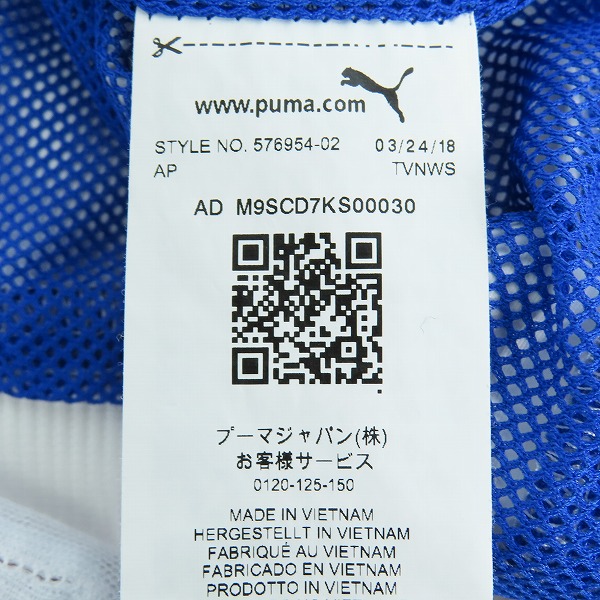 www.puma.com
STYLE NO. 576954-02 03/24/18
AP TVNWS
AD M9SCD7KS00030
プーマジャパン(株)
お客様サービス
0120-125-150
MADE IN VIETNAM
HERGESTELLT IN VIETNAM
FABRIQUÉ AU VIETNAM
FABRICADO EN VIETNAM
PRODOTTO IN VIETNAM